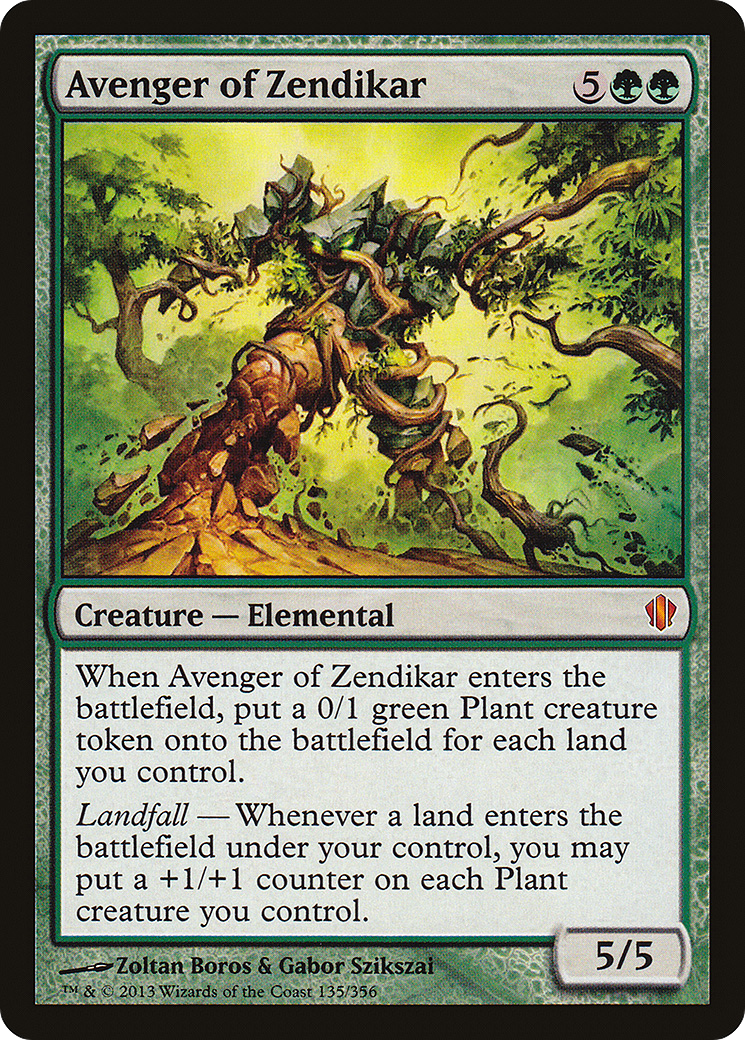 Avenger of Zendikar 5
Creature — Elemental
When Avenger of Zendikar enters the
battlefield, put a 0/1 green Plant creature
token onto the battlefield for each land
you control.
Landfall — Whenever a land enters the
battlefield under your control, you may
put a +1/+1 counter on each Plant
creature you control.
5/5
Zoltan Boros & Gabor Szikszai
™ & © 2013 Wizards of the Coast 135/356